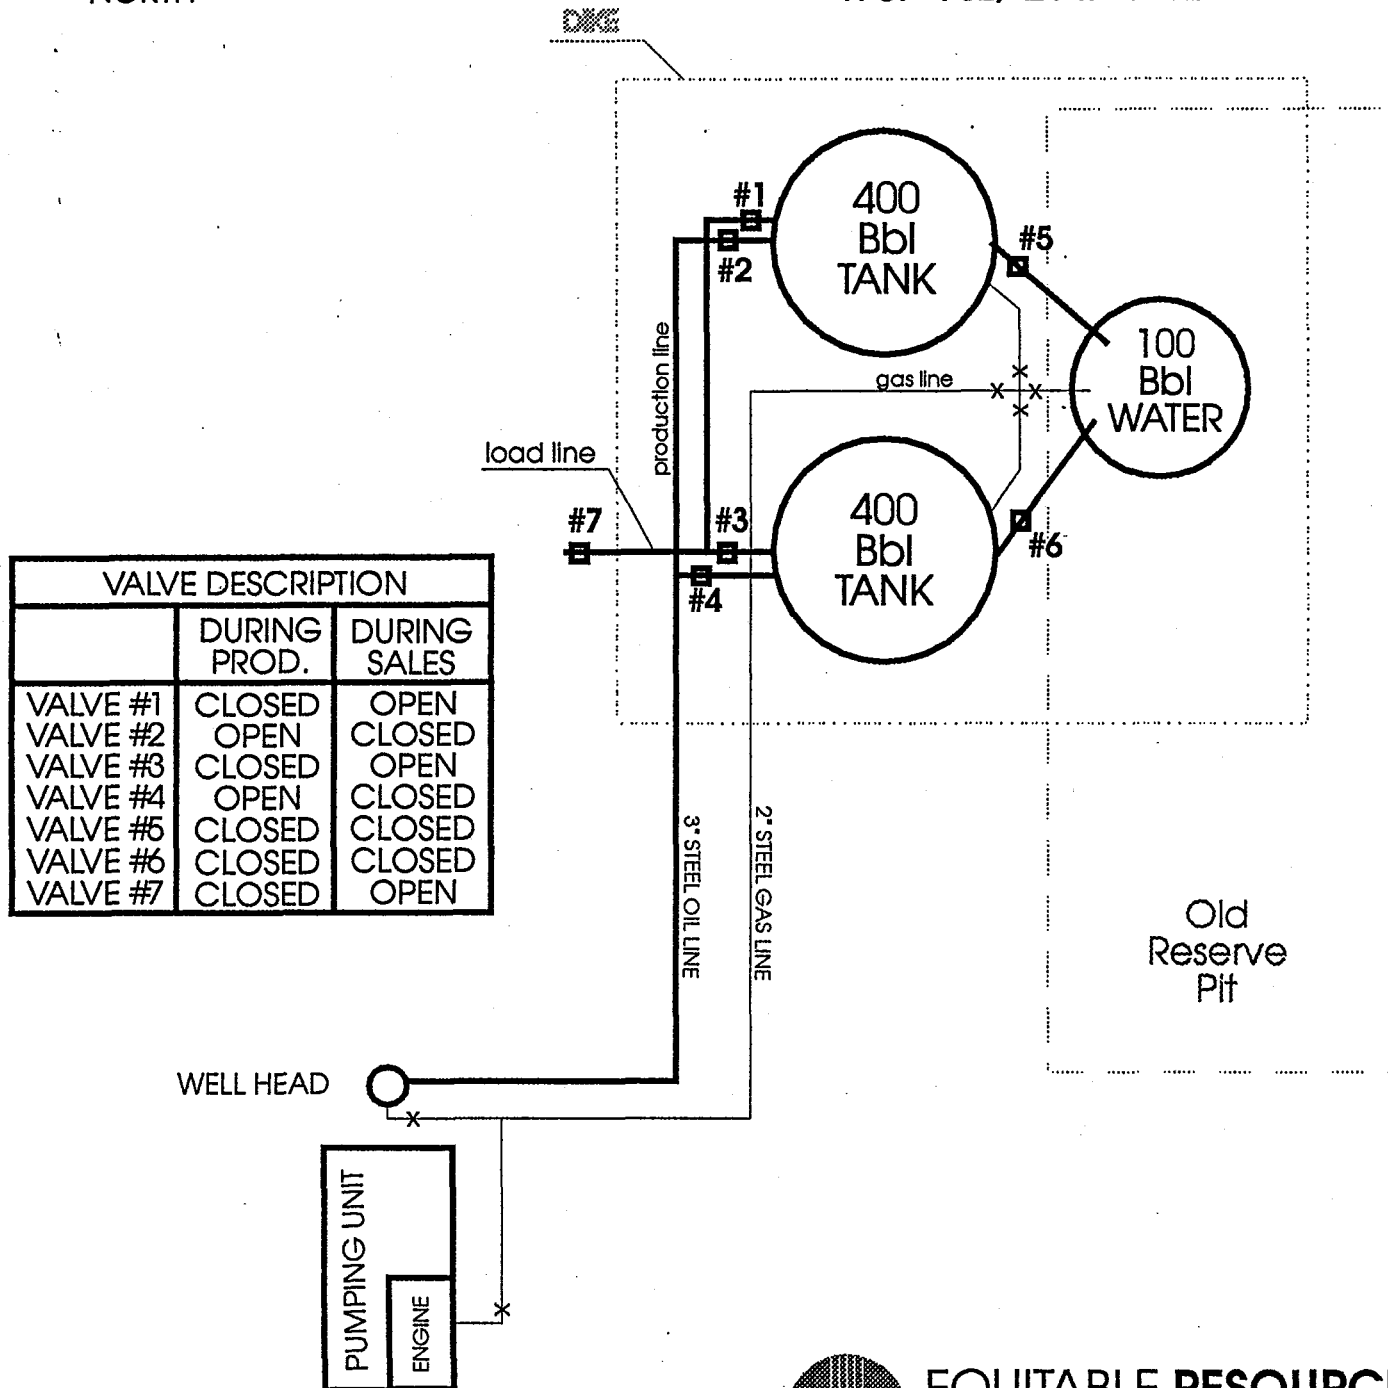 NORTH
DIKE
#1
400
Bbl
TANK
#2
#5
production line
100
Bbl
WATER
gas line
load line
#7
#3
400
Bbl
TANK
#6
#4
VALVE DESCRIPTION
DURING PROD.
DURING SALES
VALVE #1 CLOSED OPEN
VALVE #2 OPEN CLOSED
VALVE #3 CLOSED OPEN
VALVE #4 OPEN CLOSED
VALVE #5 CLOSED CLOSED
VALVE #6 CLOSED CLOSED
VALVE #7 CLOSED OPEN
3" STEEL OIL LINE
2" STEEL GAS LINE
Old
Reserve
Pit
WELL HEAD
PUMPING UNIT
ENGINE
EQUITABLE RESOURC